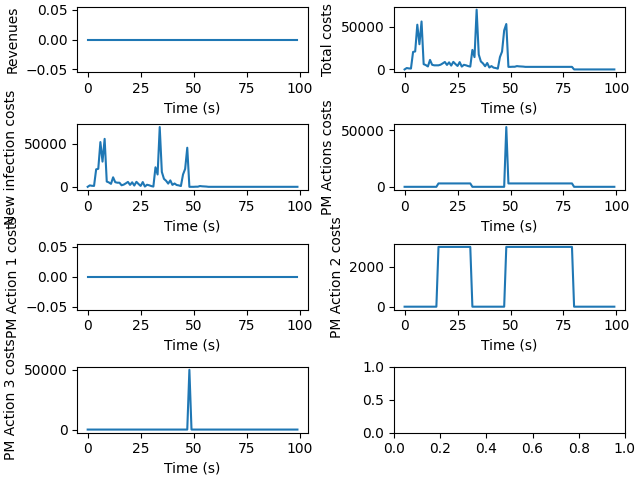 Revenues
0.05
0.00
−0.05
0 25 50 75 100
Time (s)
Total costs
50000
0
0 25 50 75 100
Time (s)
New infection costs
50000
0
0 25 50 75 100
Time (s)
PM Actions costs
50000
0
0 25 50 75 100
Time (s)
PM Action 1 costs
0.05
0.00
−0.05
0 25 50 75 100
Time (s)
PM Action 2 costs
2000
0
0 25 50 75 100
Time (s)
PM Action 3 costs
50000
0
0 25 50 75 100
Time (s)
1.0
0.5
0.0
0.0 0.2 0.4 0.6 0.8 1.0